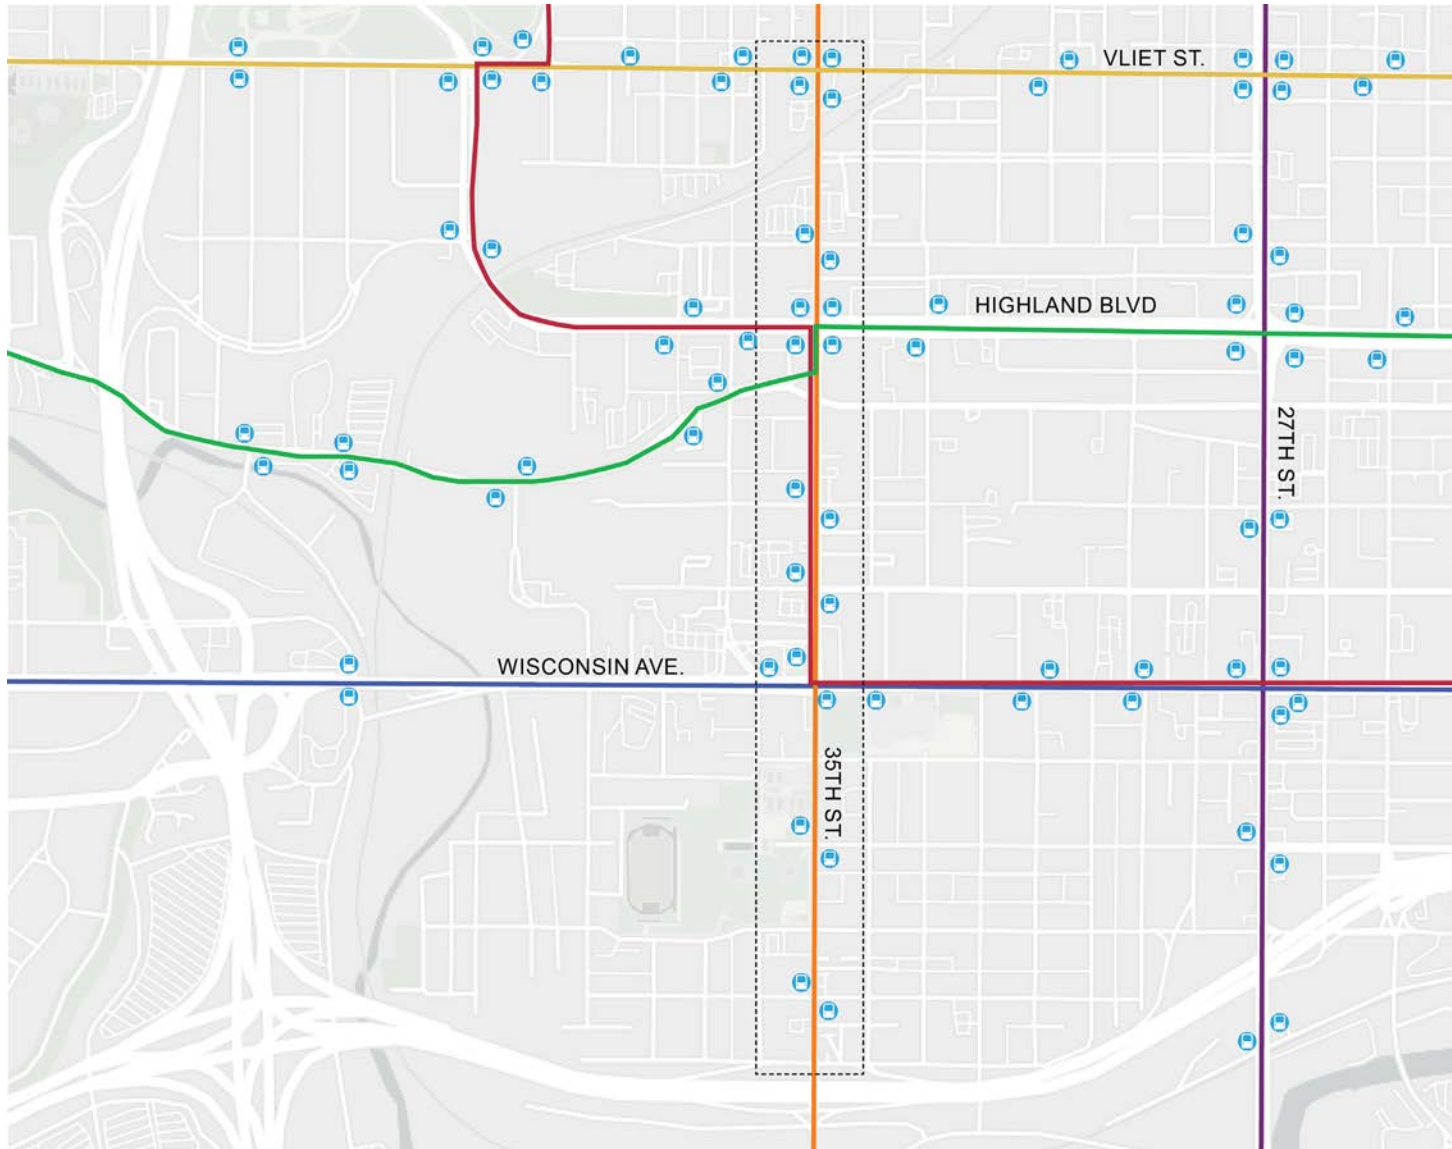 VLIET ST.
HIGHLAND BLVD
27TH ST.
WISCONSIN AVE.
35TH ST.